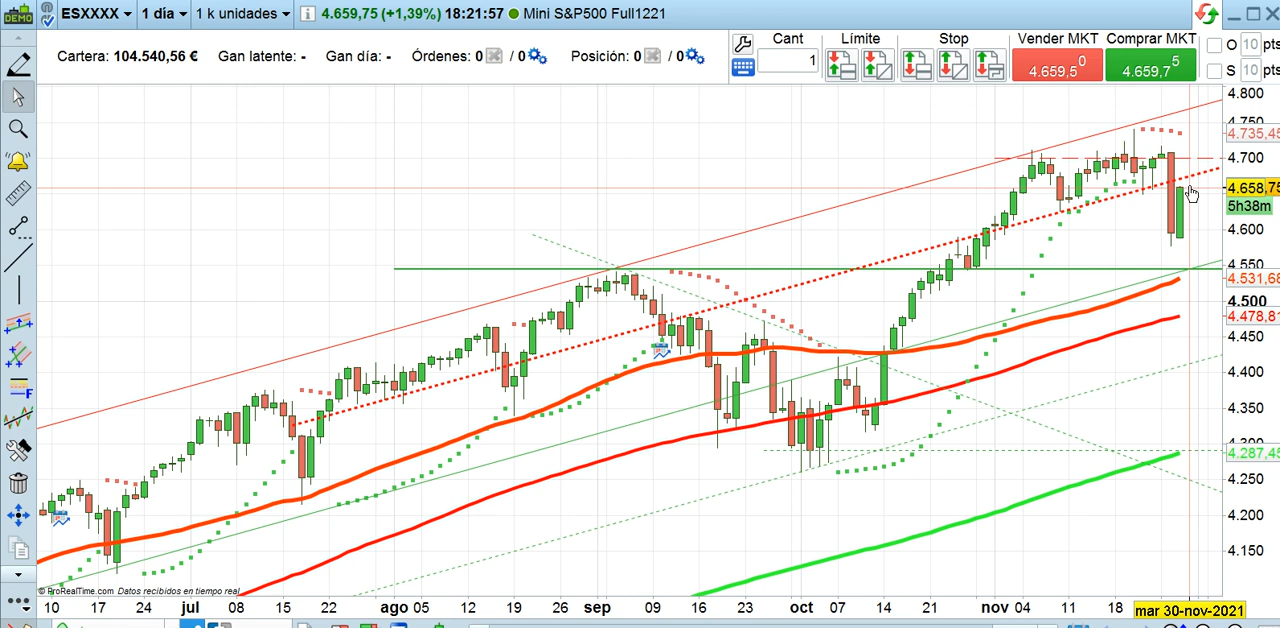 DEMO ESXXXX 1 día 1 k unidades 4.659,75 (+1,39%) 18:21:57 Mini S&P500 Full1221
Cartera: 104.540,56 € Gan latente: - Gan día: - Órdenes: 0 / 0 Posición: 0 / 0
Cant Límite Stop Vender MKT Comprar MKT O 10 pts
1 4.659,50 4.659,75 S 10 pts
4.800
4.750
4.735,45
4.700
4.658,75
5h38m
4.600
4.550
4.531,68
4.500
4.478,81
4.450
4.400
4.350
4.300
4.287,45
4.250
4.200
4.150
© ProRealTime.com Datos recibidos en tiempo real
10 17 24 jul 08 15 22 ago 05 12 19 26 sep 09 16 23 oct 07 14 21 nov 04 11 18 mar 30-nov-2021